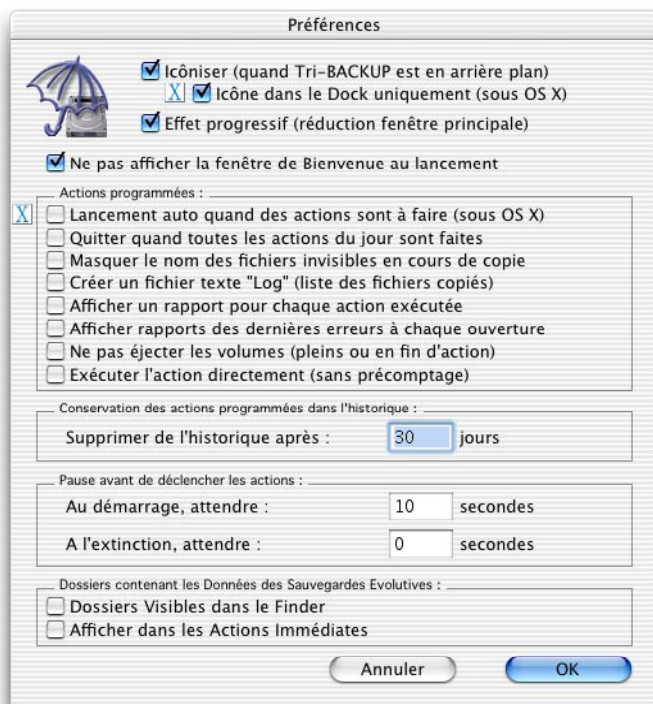 Préférences
Icôniser (quand Tri-BACKUP est en arrière plan)
X Icône dans le Dock uniquement (sous OS X)
Effet progressif (réduction fenêtre principale)
Ne pas afficher la fenêtre de Bienvenue au lancement
Actions programmées :
X Lancement auto quand des actions sont à faire (sous OS X)
Quitter quand toutes les actions du jour sont faites
Masquer le nom des fichiers invisibles en cours de copie
Créer un fichier texte "Log" (liste des fichiers copiés)
Afficher un rapport pour chaque action exécutée
Afficher rapports des dernières erreurs à chaque ouverture
Ne pas éjecter les volumes (pleins ou en fin d'action)
Exécuter l'action directement (sans précomptage)
Conservation des actions programmées dans l'historique :
Supprimer de l'historique après : 30 jours
Pause avant de déclencher les actions :
Au démarrage, attendre : 10 secondes
A l'extinction, attendre : 0 secondes
Dossiers contenant les Données des Sauvegardes Evolutives :
Dossiers Visibles dans le Finder
Afficher dans les Actions Immédiates
Annuler OK